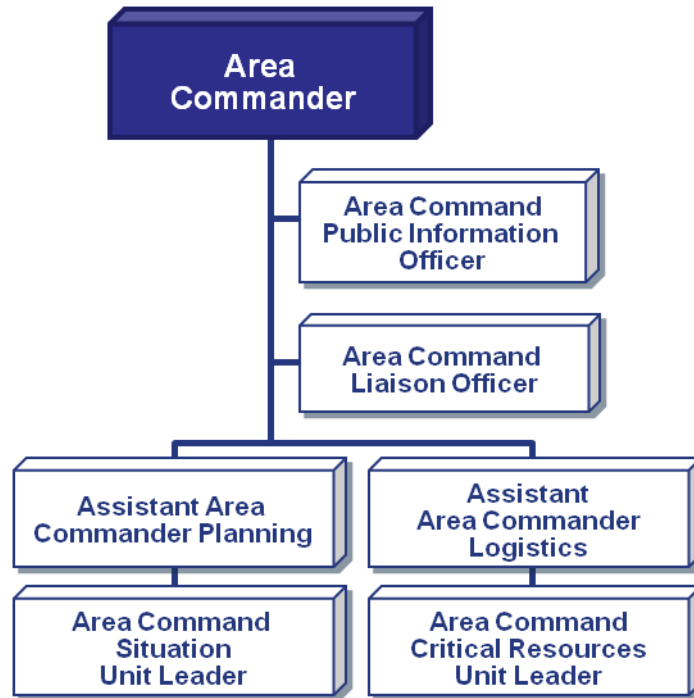 Area
Commander
Area Command
Public Information
Officer
Area Command
Liaison Officer
Assistant Area
Commander Planning
Assistant
Area Commander
Logistics
Area Command
Situation
Unit Leader
Area Command
Critical Resources
Unit Leader